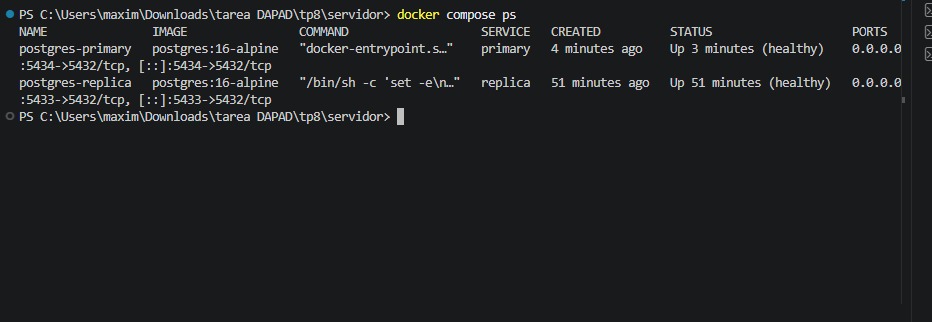 PS C:\Users\maxim\Downloads\tarea DAPAD\tp8\servidor> docker compose ps
NAME IMAGE COMMAND SERVICE CREATED STATUS PORTS
postgres-primary postgres:16-alpine "docker-entrypoint.s…" primary 4 minutes ago Up 3 minutes (healthy) 0.0.0.0
:5434->5432/tcp, [::]:5434->5432/tcp
postgres-replica postgres:16-alpine "/bin/sh -c 'set -e\n…" replica 51 minutes ago Up 51 minutes (healthy) 0.0.0.0
:5433->5432/tcp, [::]:5433->5432/tcp
PS C:\Users\maxim\Downloads\tarea DAPAD\tp8\servidor>